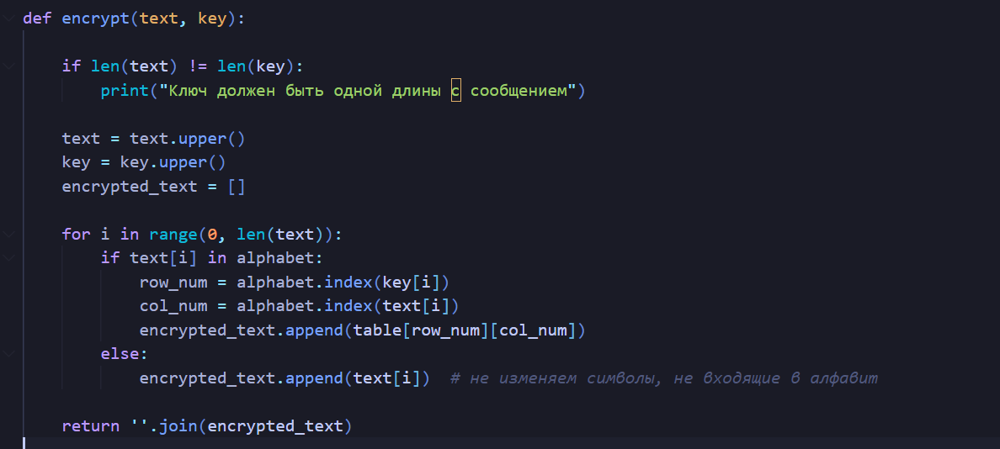 def encrypt(text, key):
    if len(text) != len(key):
        print("Ключ должен быть одной длины с сообщением")
    text = text.upper()
    key = key.upper()
    encrypted_text = []
    for i in range(0, len(text)):
        if text[i] in alphabet:
            row_num = alphabet.index(key[i])
            col_num = alphabet.index(text[i])
            encrypted_text.append(table[row_num][col_num])
        else:
            encrypted_text.append(text[i])  # не изменяем символы, не входящие в алфавит
    return ''.join(encrypted_text)